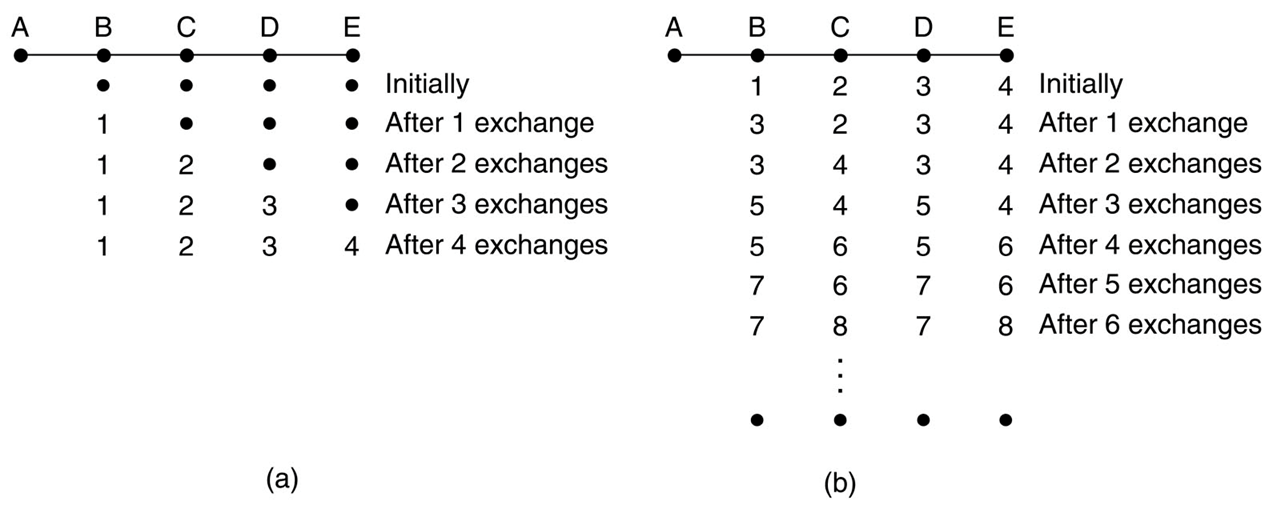 A B C D E
• • • • Initially
1 • • • After 1 exchange
1 2 • • After 2 exchanges
1 2 3 • After 3 exchanges
1 2 3 4 After 4 exchanges
(a)
A B C D E
1 2 3 4 Initially
3 2 3 4 After 1 exchange
3 4 3 4 After 2 exchanges
5 4 5 4 After 3 exchanges
5 6 5 6 After 4 exchanges
7 6 7 6 After 5 exchanges
7 8 7 8 After 6 exchanges
⋮
• • • •
(b)